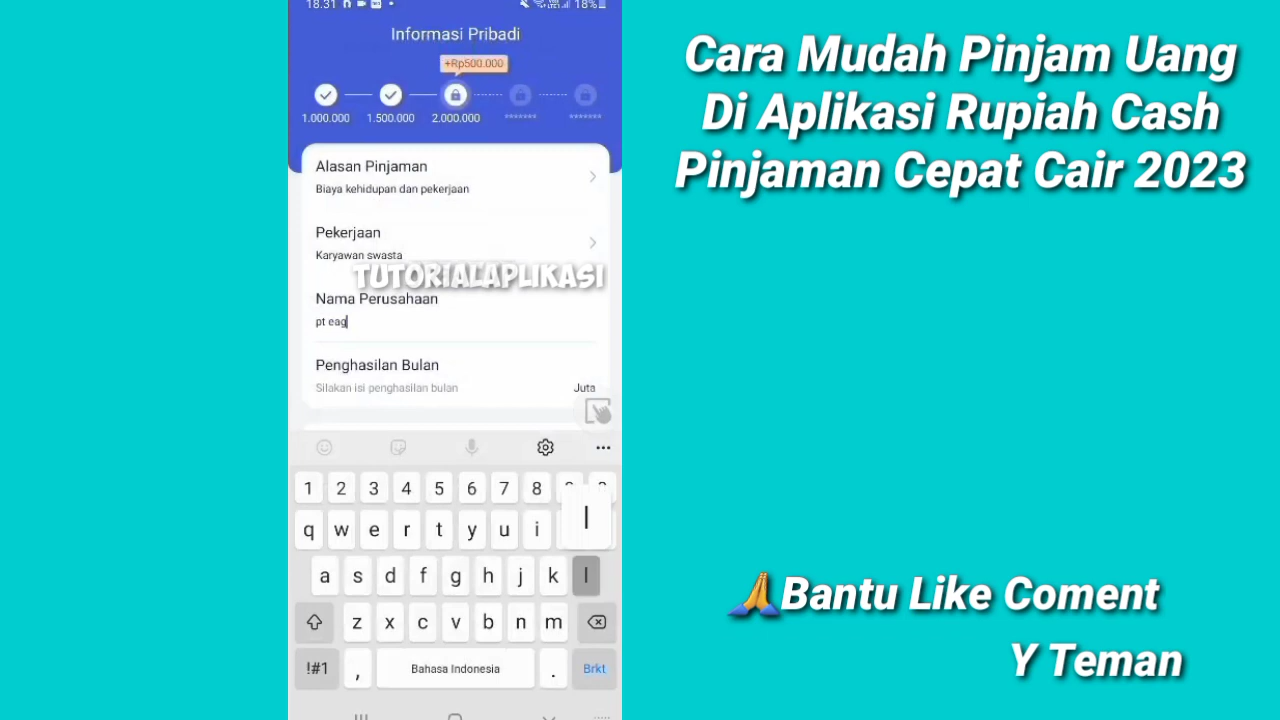 18.31
18%
Informasi Pribadi
+Rp500.000
1.000.000 1.500.000 2.000.000 ******* *******
Alasan Pinjaman
Biaya kehidupan dan pekerjaan
Pekerjaan
Karyawan swasta
TUTORIALAPLIKASI
Nama Perusahaan
pt eag
Penghasilan Bulan
Silakan isi penghasilan bulan Juta
1 2 3 4 5 6 7 8
q w e r t y u i l
a s d f g h j k l
z x c v b n m
!#1 , Bahasa Indonesia . Brkt
Cara Mudah Pinjam Uang
Di Aplikasi Rupiah Cash
Pinjaman Cepat Cair 2023
🙏Bantu Like Coment
Y Teman